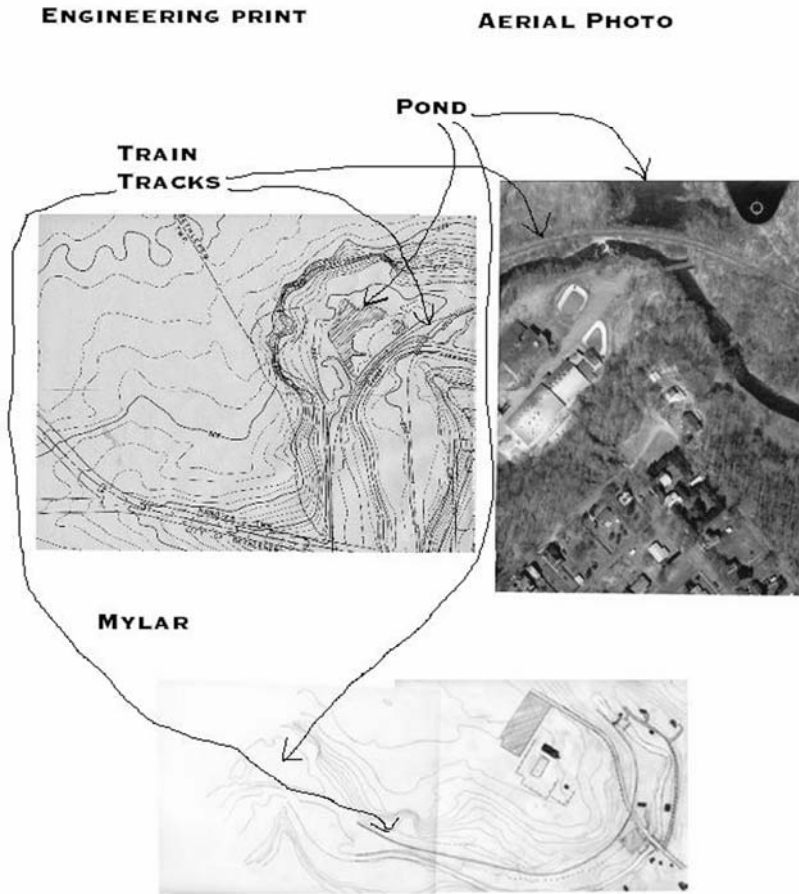 ENGINEERING PRINT
AERIAL PHOTO
POND
TRAIN
TRACKS
MYLAR